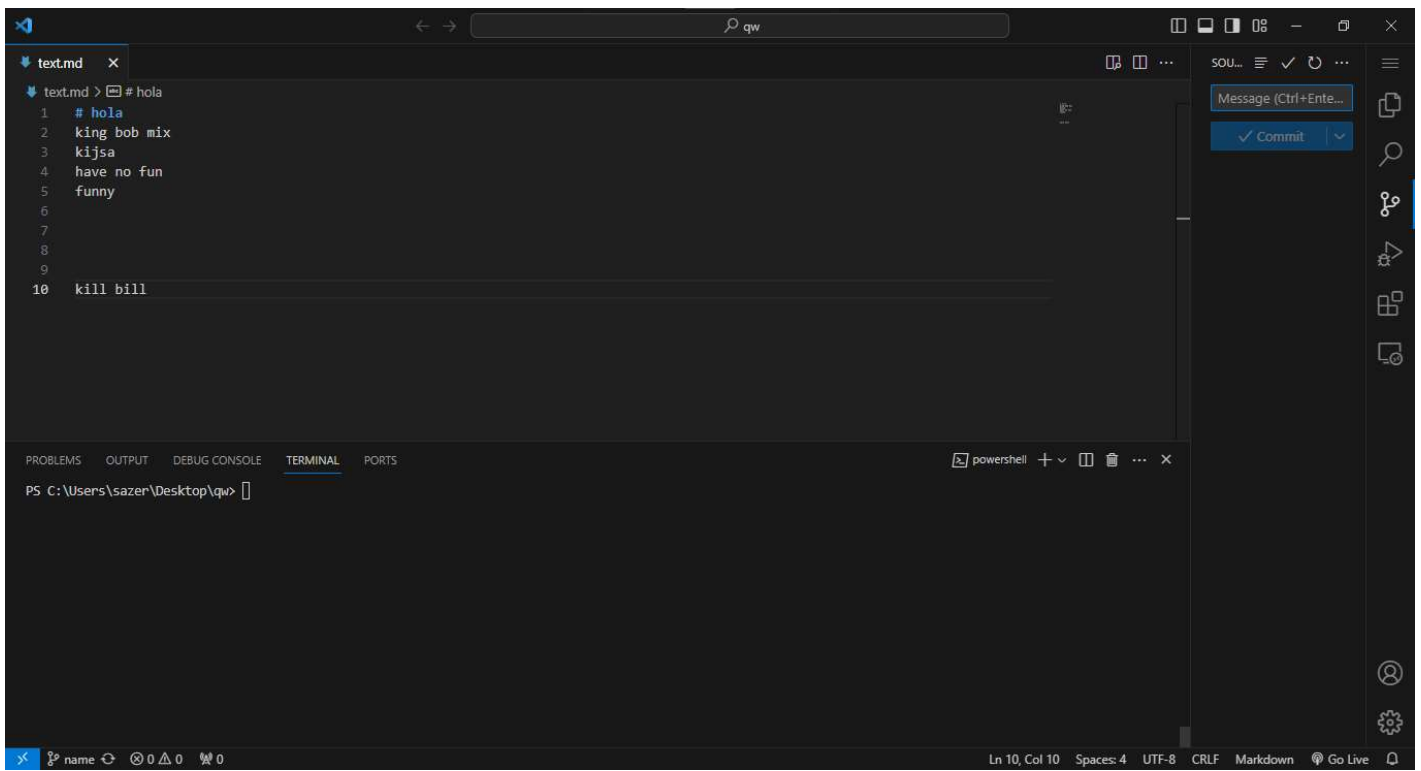 qw
text.md
SOU...
text.md > # hola
Message (Ctrl+Ente...
Commit
1 # hola
2 king bob mix
3 kijsa
4 have no fun
5 funny
6
7
8
9
10 kill bill
PROBLEMS OUTPUT DEBUG CONSOLE TERMINAL PORTS
powershell
PS C:\Users\sazer\Desktop\qw>
name 0 0 0
Ln 10, Col 10 Spaces: 4 UTF-8 CRLF Markdown Go Live